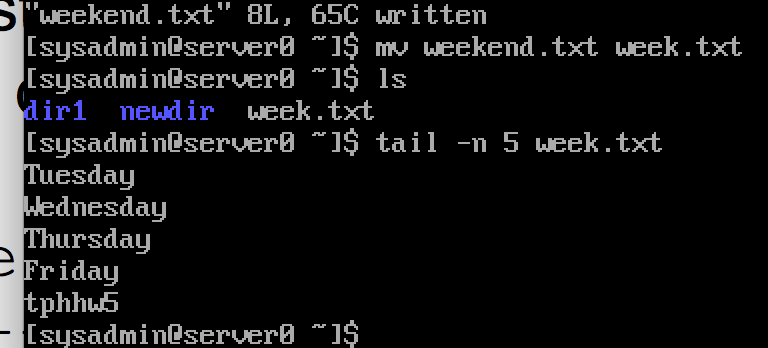 "weekend.txt" 8L, 65C written
[sysadmin@server0 ~]$ mv weekend.txt week.txt
[sysadmin@server0 ~]$ ls
dir1  newdir  week.txt
[sysadmin@server0 ~]$ tail -n 5 week.txt
Tuesday
Wednesday
Thursday
Friday
tphhw5
[sysadmin@server0 ~]$